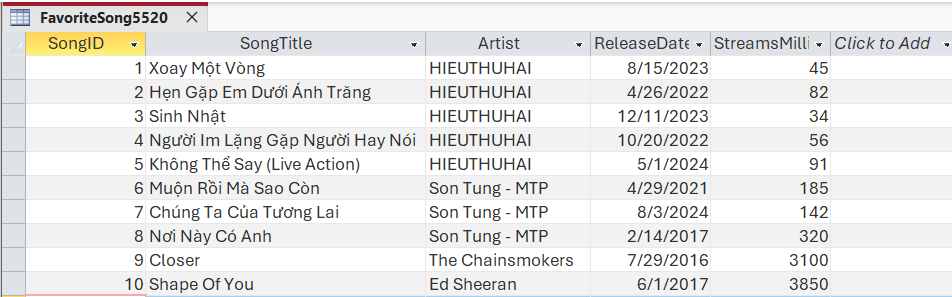 FavoriteSong5520
SongID SongTitle Artist ReleaseDate StreamsMilli Click to Add
1 Xoay Một Vòng HIEUTHUHAI 8/15/2023 45
2 Hẹn Gặp Em Dưới Ánh Trăng HIEUTHUHAI 4/26/2022 82
3 Sinh Nhật HIEUTHUHAI 12/11/2023 34
4 Người Im Lặng Gặp Người Hay Nói HIEUTHUHAI 10/20/2022 56
5 Không Thể Say (Live Action) HIEUTHUHAI 5/1/2024 91
6 Muộn Rồi Mà Sao Còn Son Tung - MTP 4/29/2021 185
7 Chúng Ta Của Tương Lai Son Tung - MTP 8/3/2024 142
8 Nơi Này Có Anh Son Tung - MTP 2/14/2017 320
9 Closer The Chainsmokers 7/29/2016 3100
10 Shape Of You Ed Sheeran 6/1/2017 3850